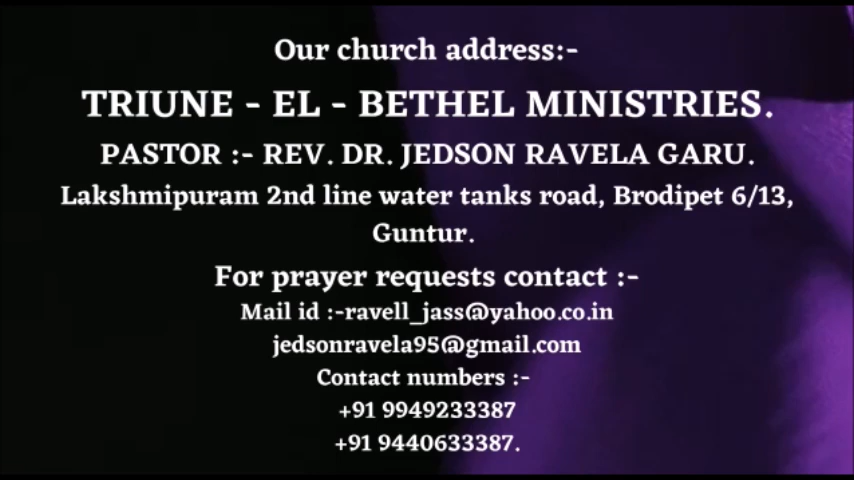 Our church address:-
TRIUNE - EL - BETHEL MINISTRIES.
PASTOR :- REV. DR. JEDSON RAVELA GARU.
Lakshmipuram 2nd line water tanks road, Brodipet 6/13,
Guntur.
For prayer requests contact :-
Mail id :-ravell_jass@yahoo.co.in
jedsonravela95@gmail.com
Contact numbers :-
+91 9949233387
+91 9440633387.